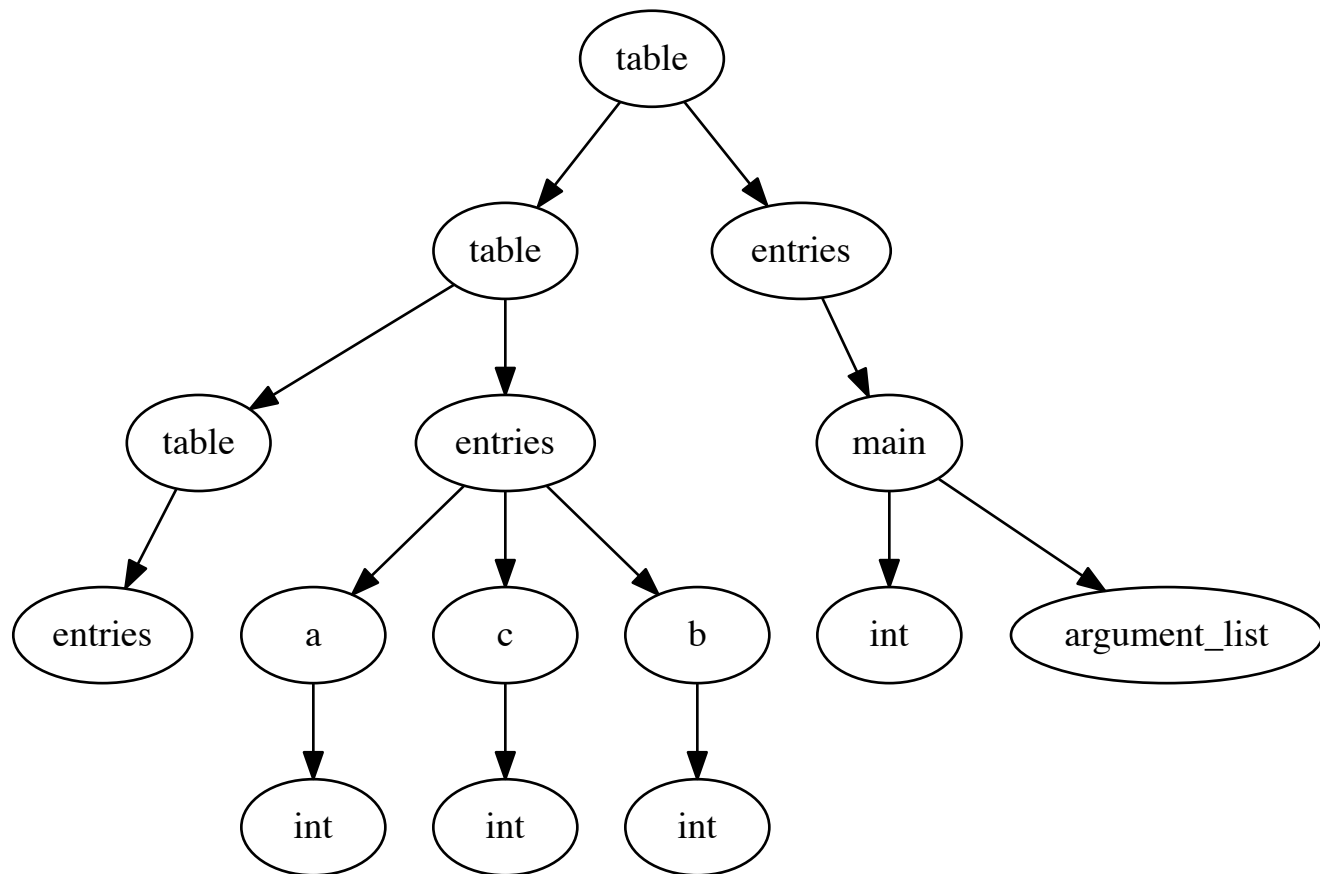 table
table
entries
table
entries
main
entries
a
c
b
int
argument_list
int
int
int